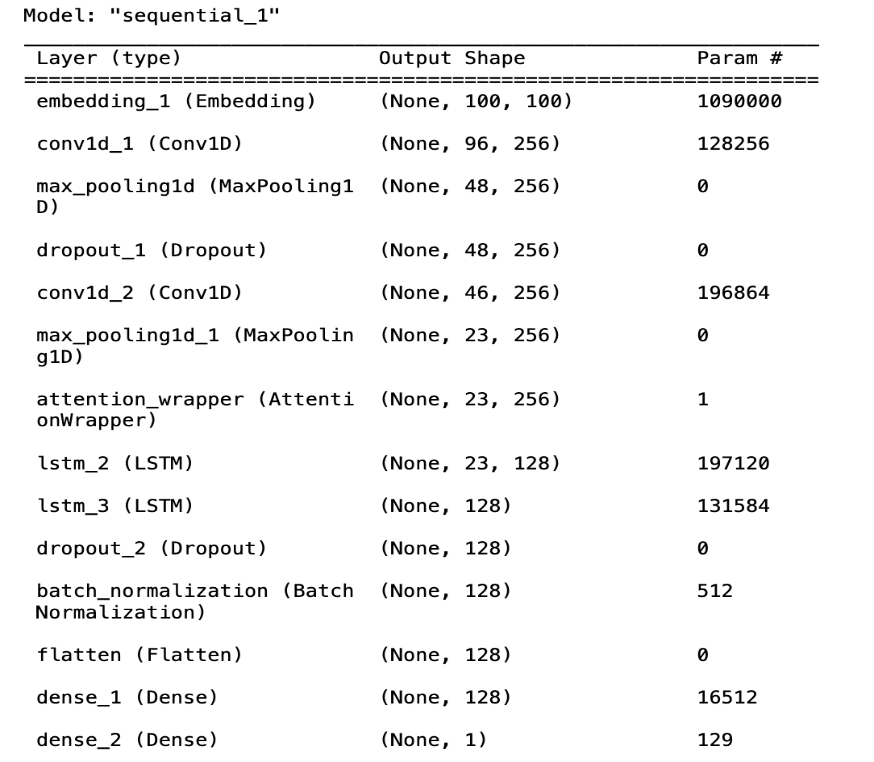 Model: "sequential_1"
Layer (type) Output Shape Param #
embedding_1 (Embedding) (None, 100, 100) 1090000
conv1d_1 (Conv1D) (None, 96, 256) 128256
max_pooling1d (MaxPooling1 (None, 48, 256) 0
D)
dropout_1 (Dropout) (None, 48, 256) 0
conv1d_2 (Conv1D) (None, 46, 256) 196864
max_pooling1d_1 (MaxPoolin (None, 23, 256) 0
g1D)
attention_wrapper (Attenti (None, 23, 256) 1
onWrapper)
lstm_2 (LSTM) (None, 23, 128) 197120
lstm_3 (LSTM) (None, 128) 131584
dropout_2 (Dropout) (None, 128) 0
batch_normalization (Batch (None, 128) 512
Normalization)
flatten (Flatten) (None, 128) 0
dense_1 (Dense) (None, 128) 16512
dense_2 (Dense) (None, 1) 129